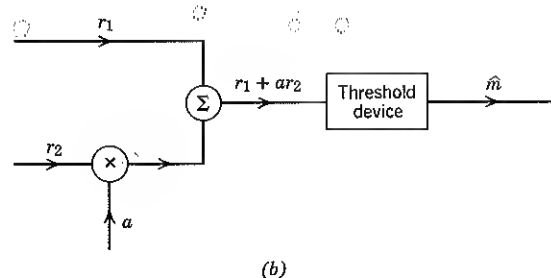 r₁
Σ
r₁ + ar₂
Threshold
device
m̂
r₂
×
a
(b)